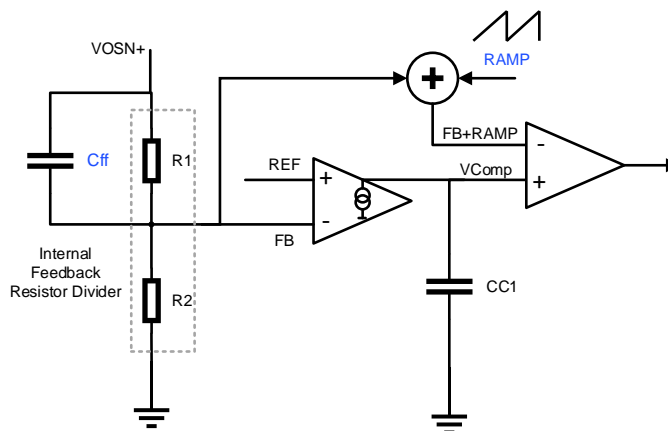 VOSN+
RAMP
Cff
R1
FB+RAMP
-
REF
+
VComp
+
-
FB
Internal
Feedback
Resistor Divider
R2
CC1
+